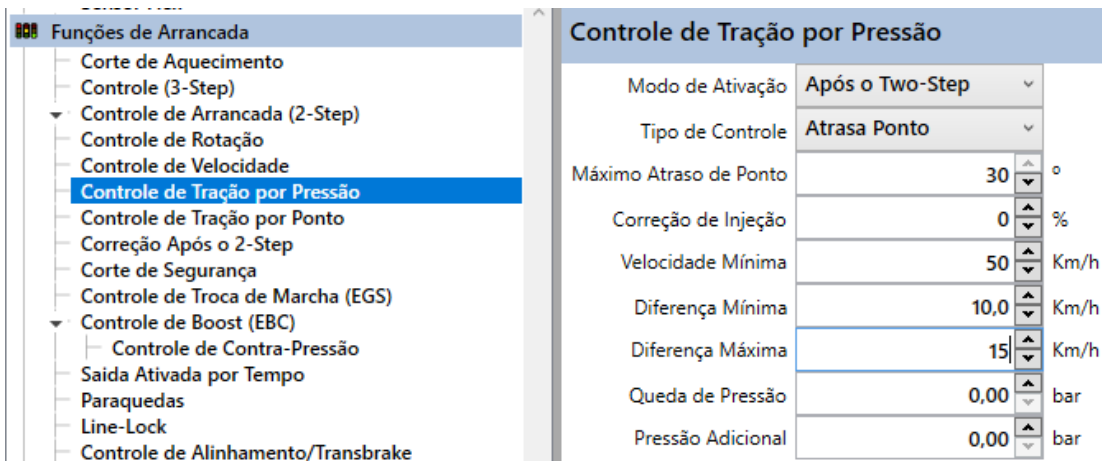 Funções de Arrancada
Corte de Aquecimento
Controle (3-Step)
Controle de Arrancada (2-Step)
Controle de Rotação
Controle de Velocidade
Controle de Tração por Pressão
Controle de Tração por Ponto
Correção Após o 2-Step
Corte de Segurança
Controle de Troca de Marcha (EGS)
Controle de Boost (EBC)
Controle de Contra-Pressão
Saida Ativada por Tempo
Paraquedas
Line-Lock
Controle de Alinhamento/Transbrake
Controle de Tração por Pressão
Modo de Ativação Após o Two-Step
Tipo de Controle Atrasa Ponto
Máximo Atraso de Ponto 30 °
Correção de Injeção 0 %
Velocidade Mínima 50 Km/h
Diferença Mínima 10,0 Km/h
Diferença Máxima 15 Km/h
Queda de Pressão 0,00 bar
Pressão Adicional 0,00 bar